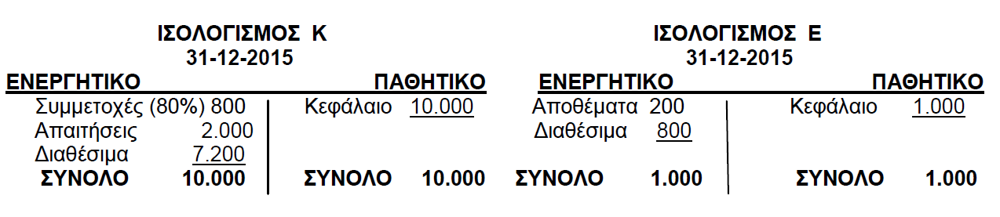 ΙΣΟΛΟΓΙΣΜΟΣ Κ
31-12-2015
ΕΝΕΡΓΗΤΙΚΟ ΠΑΘΗΤΙΚΟ
Συμμετοχές (80%) 800 Κεφάλαιο 10.000
Απαιτήσεις 2.000
Διαθέσιμα 7.200
ΣΥΝΟΛΟ 10.000 ΣΥΝΟΛΟ 10.000
ΙΣΟΛΟΓΙΣΜΟΣ Ε
31-12-2015
ΕΝΕΡΓΗΤΙΚΟ ΠΑΘΗΤΙΚΟ
Αποθέματα 200 Κεφάλαιο 1.000
Διαθέσιμα 800
ΣΥΝΟΛΟ 1.000 ΣΥΝΟΛΟ 1.000